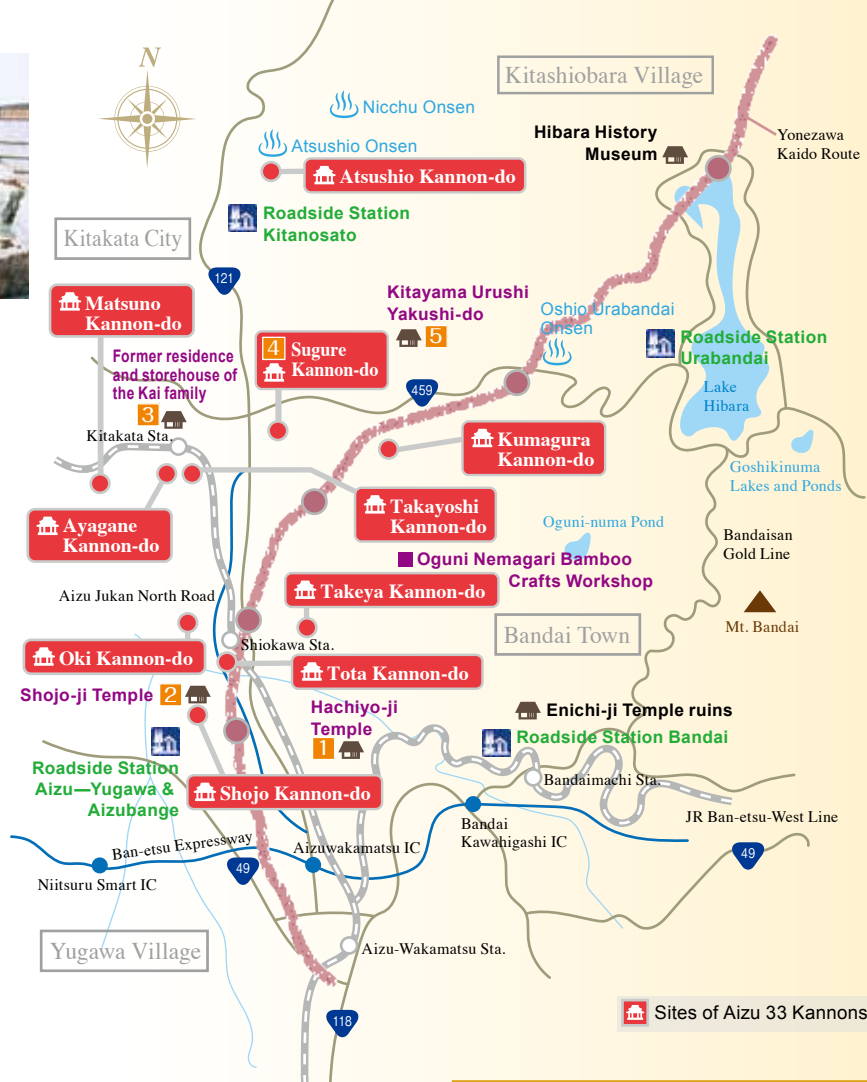 N
Kitashiobara Village
Nicchu Onsen
Hibara History
Museum
Yonezawa
Kaido Route
Atsushio Onsen
Atsushio Kannon-do
Roadside Station
Kitanosato
Kitakata City
121
Matsuno
Kannon-do
Kitayama Urushi
Yakushi-do
5
Oshio Urabandai
Onsen
Roadside Station
Urabandai
Former residence
and storehouse of
the Kai family
3
4 Sugure
Kannon-do
459
Lake
Hibara
Kitakata Sta.
Kumagura
Kannon-do
Goshikinuma
Lakes and Ponds
Ayagane
Kannon-do
Takayoshi
Kannon-do
Oguni-numa Pond
Bandaisan
Gold Line
Oguni Nemagari Bamboo
Crafts Workshop
Aizu Jukan North Road
Takeya Kannon-do
Mt. Bandai
Bandai Town
Shiokawa Sta.
Oki Kannon-do
Tota Kannon-do
Shojo-ji Temple 2
Hachiyo-ji
Temple
1
Enichi-ji Temple ruins
Roadside Station Bandai
Roadside Station
Aizu—Yugawa &
Aizubange
Shojo Kannon-do
Bandaimachi Sta.
JR Ban-etsu-West Line
Bandai
Kawahigashi IC
Ban-etsu Expressway
Aizuwakamatsu IC
49
49
Niitsuru Smart IC
Yugawa Village
Aizu-Wakamatsu Sta.
118
Sites of Aizu 33 Kannons